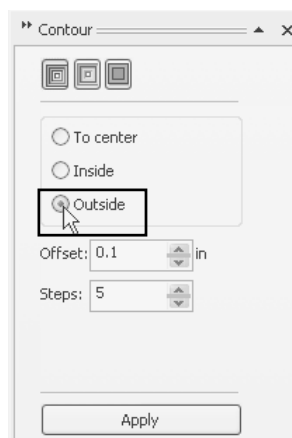 Contour
To center
Inside
Outside
Offset: 0.1 in
Steps: 5
Apply